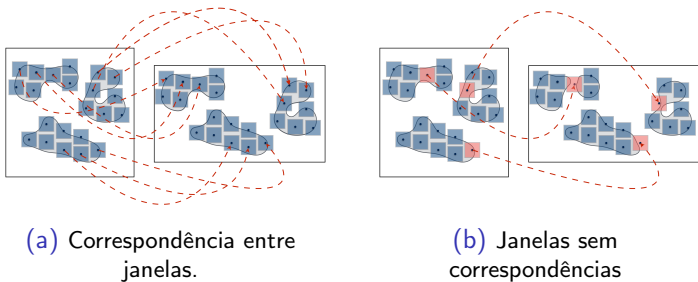 (a) Correspondência entre
janelas.
(b) Janelas sem
correspondências